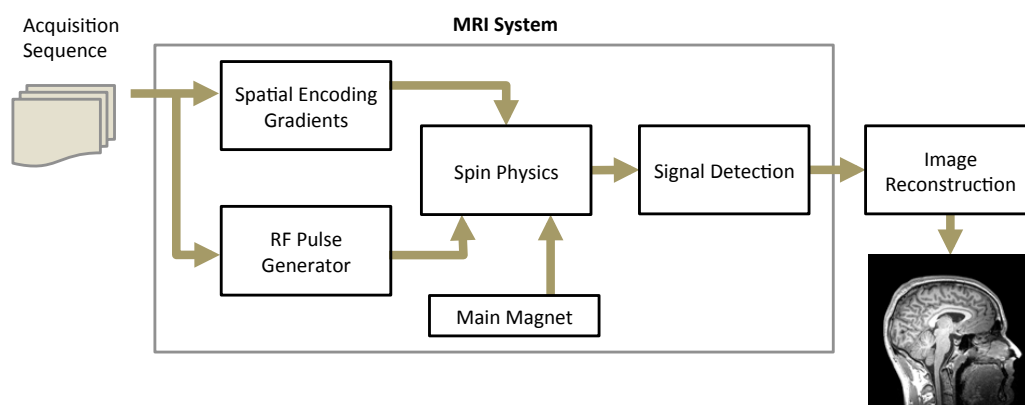 Acquisition
Sequence
MRI System
Spatial Encoding
Gradients
Spin Physics
Signal Detection
Image
Reconstruction
RF Pulse
Generator
Main Magnet